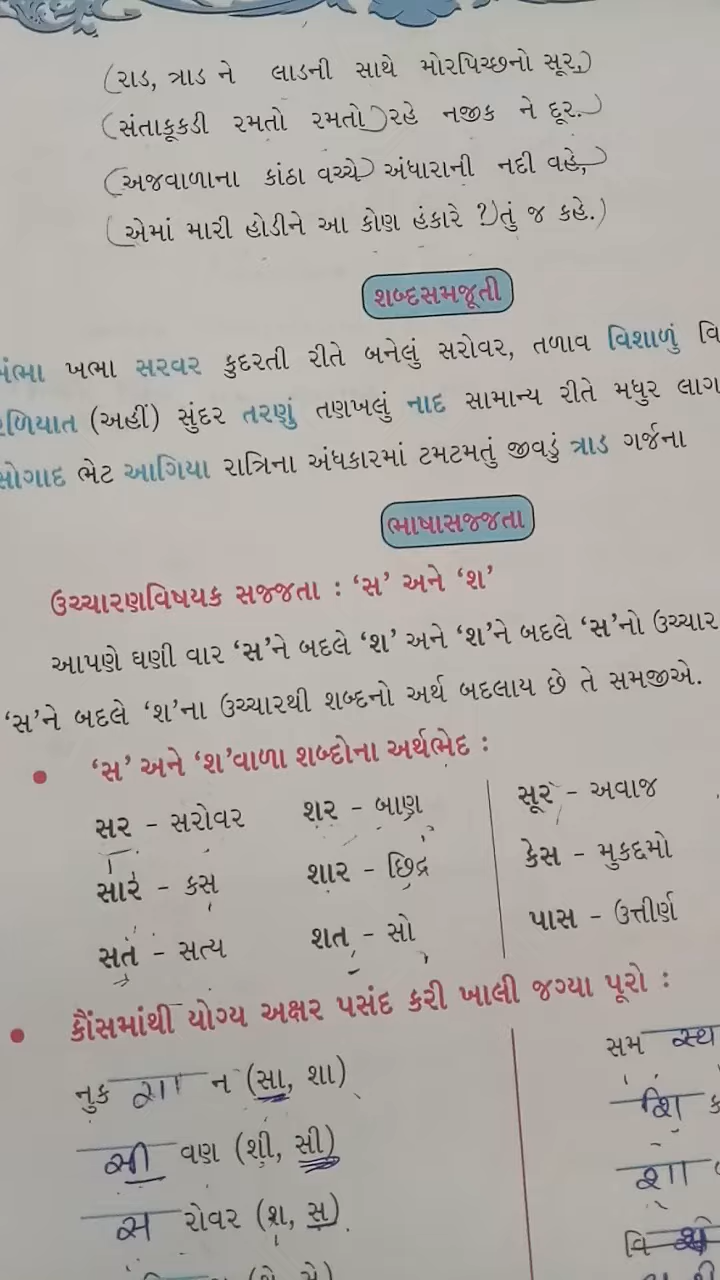 (રાડ, ત્રાડ ને લાડની સાથે મોરપિચ્છનો સૂર,)
(સંતાકૂકડી રમતો રમતો) રહે નજીક ને દૂર.)
(અજવાળાના કાંઠા વચ્ચે) અંધારાની નદી વહે,)
(એમાં મારી હોડીને આ કોણ હંકારે ?) તું જ કહે.)
શબ્દસમજૂતી
ખભા સરવર કુદરતી રીતે બનેલું સરોવર, તળાવ વિશાળું વિ
ળિયાત (અહીં) સુંદર તરણું તણખલું નાદ સામાન્ય રીતે મધુર લાગ
સોગાદ ભેટ આગિયા રાત્રિના અંધકારમાં ટમટમતું જીવડું ત્રાડ ગર્જના
ભાષાસજ્જતા
ઉચ્ચારણવિષયક સજ્જતા : ‘સ’ અને ‘શ’
આપણે ઘણી વાર ‘સ’ને બદલે ‘શ’ અને ‘શ’ને બદલે ‘સ’નો ઉચ્ચાર
‘સ’ને બદલે ‘શ’ના ઉચ્ચારથી શબ્દનો અર્થ બદલાય છે તે સમજીએ.
• ‘સ’ અને ‘શ’વાળા શબ્દોના અર્થભેદ :
સર – સરોવર શર – બાણ સૂર – અવાજ
સાર – કસ શાર – છિદ્ર કેસ – મુકદ્દમો
સત – સત્ય શત – સો પાસ – ઉત્તીર્ણ
• કૌંસમાંથી યોગ્ય અક્ષર પસંદ કરી ખાલી જગ્યા પૂરો :
નુક સા ન (સા, શા) સમ
સી વણ (શી, સી) શિ ક
સ રોવર (શ, સ) શા
વિ